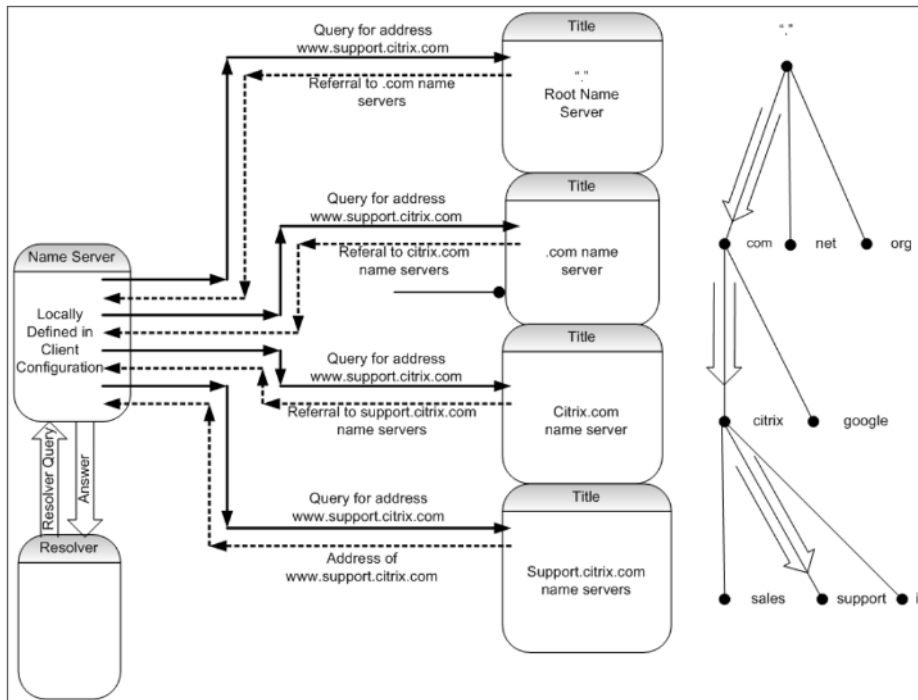 Query for address
www.support.citrix.com
Referral to .com name
servers
Title
“.”
Root Name
Server
Query for address
www.support.citrix.com
Referal to citrix.com
name servers
Title
.com name
server
Name Server
Locally
Defined in
Client
Configuration
Query for address
www.support.citrix.com
Referral to support.citrix.com
name servers
Title
Citrix.com
name server
Resolver Query
Answer
Resolver
Query for address
www.support.citrix.com
Address of
www.support.citrix.com
Title
Support.citrix.com
name servers
“.”
com
net
org
citrix
google
sales
support